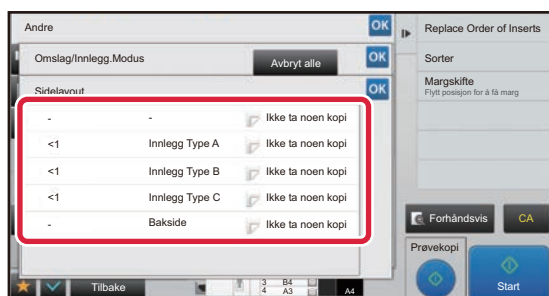 Andre
OK
Omslag/Innlegg.Modus
Avbryt alle
OK
Sidelayout
OK
-
-
Ikke ta noen kopi
<1
Innlegg Type A
Ikke ta noen kopi
<1
Innlegg Type B
Ikke ta noen kopi
<1
Innlegg Type C
Ikke ta noen kopi
-
Bakside
Ikke ta noen kopi
Tilbake
3 B4
4 A3
A4
Replace Order of Inserts
Sorter
Margskifte
Flytt posisjon for å få marg
Forhåndsvis
CA
Prøvekopi
Start